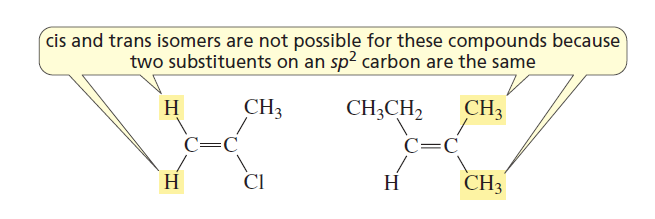 cis and trans isomers are not possible for these compounds because
two substituents on an sp² carbon are the same
H CH₃ CH₃CH₂ CH₃
C=C C=C
H Cl H CH₃